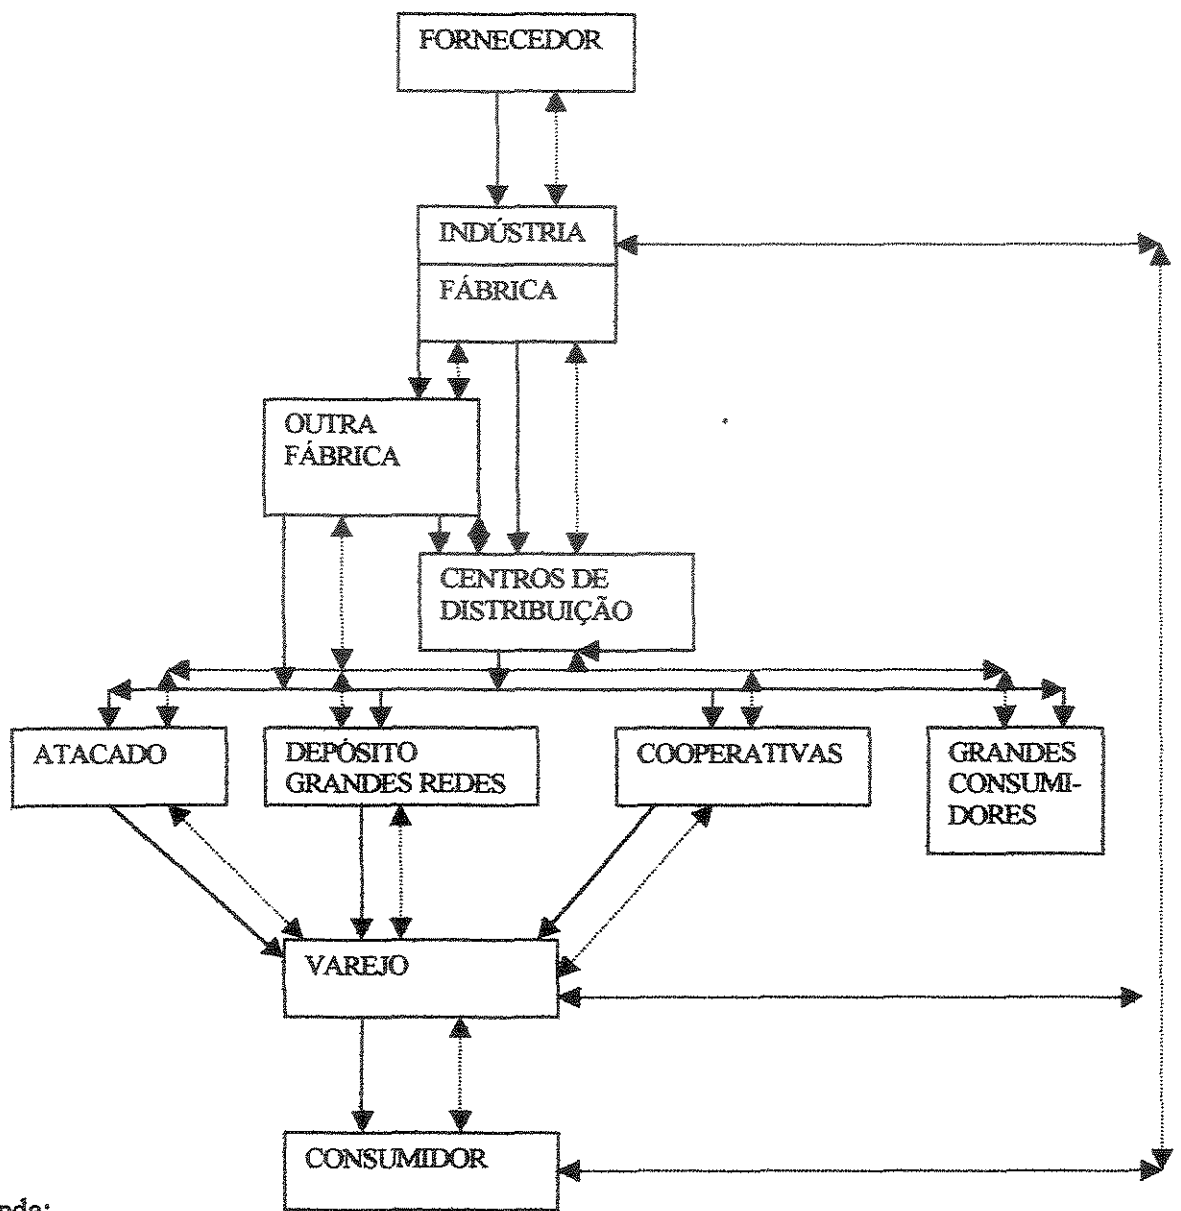 FORNECEDOR
INDÚSTRIA
FÁBRICA
OUTRA
FÁBRICA
CENTROS DE
DISTRIBUIÇÃO
ATACADO
DEPÓSITO
GRANDES REDES
COOPERATIVAS
GRANDES
CONSUMI-
DORES
VAREJO
CONSUMIDOR